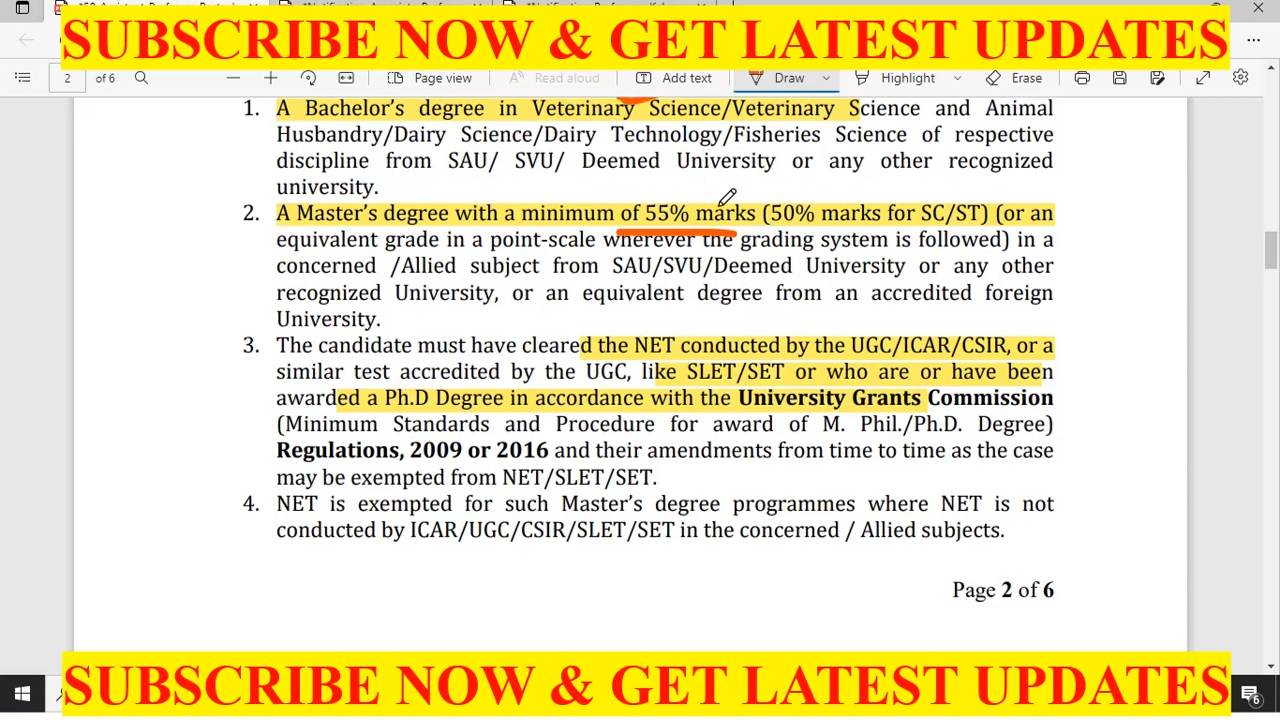 SUBSCRIBE NOW & GET LATEST UPDATES
2 of 6
Page view
Read aloud
Add text
Draw
Highlight
Erase
1. A Bachelor's degree in Veterinary Science/Veterinary Science and Animal
Husbandry/Dairy Science/Dairy Technology/Fisheries Science of respective
discipline from SAU/ SVU/ Deemed University or any other recognized
university.
2. A Master's degree with a minimum of 55% marks (50% marks for SC/ST) (or an
equivalent grade in a point-scale wherever the grading system is followed) in a
concerned /Allied subject from SAU/SVU/Deemed University or any other
recognized University, or an equivalent degree from an accredited foreign
University.
3. The candidate must have cleared the NET conducted by the UGC/ICAR/CSIR, or a
similar test accredited by the UGC, like SLET/SET or who are or have been
awarded a Ph.D Degree in accordance with the University Grants Commission
(Minimum Standards and Procedure for award of M. Phil./Ph.D. Degree)
Regulations, 2009 or 2016 and their amendments from time to time as the case
may be exempted from NET/SLET/SET.
4. NET is exempted for such Master's degree programmes where NET is not
conducted by ICAR/UGC/CSIR/SLET/SET in the concerned / Allied subjects.
Page 2 of 6
SUBSCRIBE NOW & GET LATEST UPDATES
6